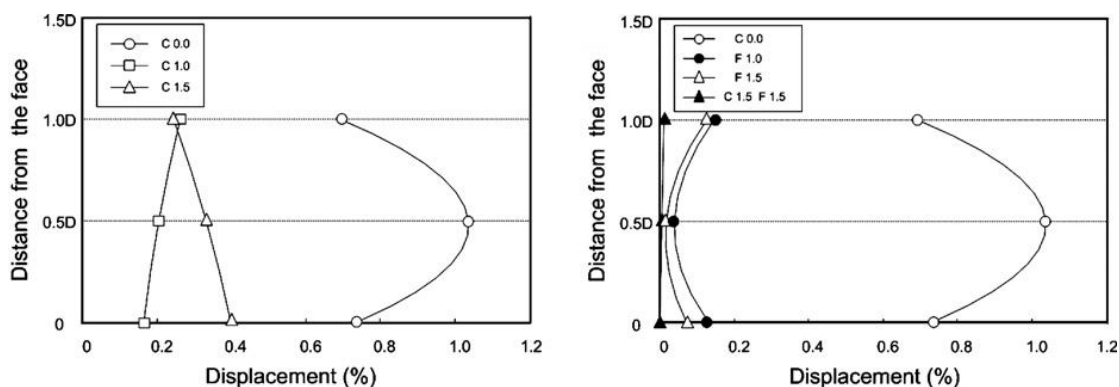 1.5D
C 0.0
C 1.0
C 1.5
1.0D
0.5D
0
Distance from the face
0 0.2 0.4 0.6 0.8 1.0 1.2
Displacement (%)
1.5D
C 0.0
F 1.0
F 1.5
C 1.5 F 1.5
1.0D
0.5D
0
Distance from the face
0 0.2 0.4 0.6 0.8 1.0 1.2
Displacement (%)